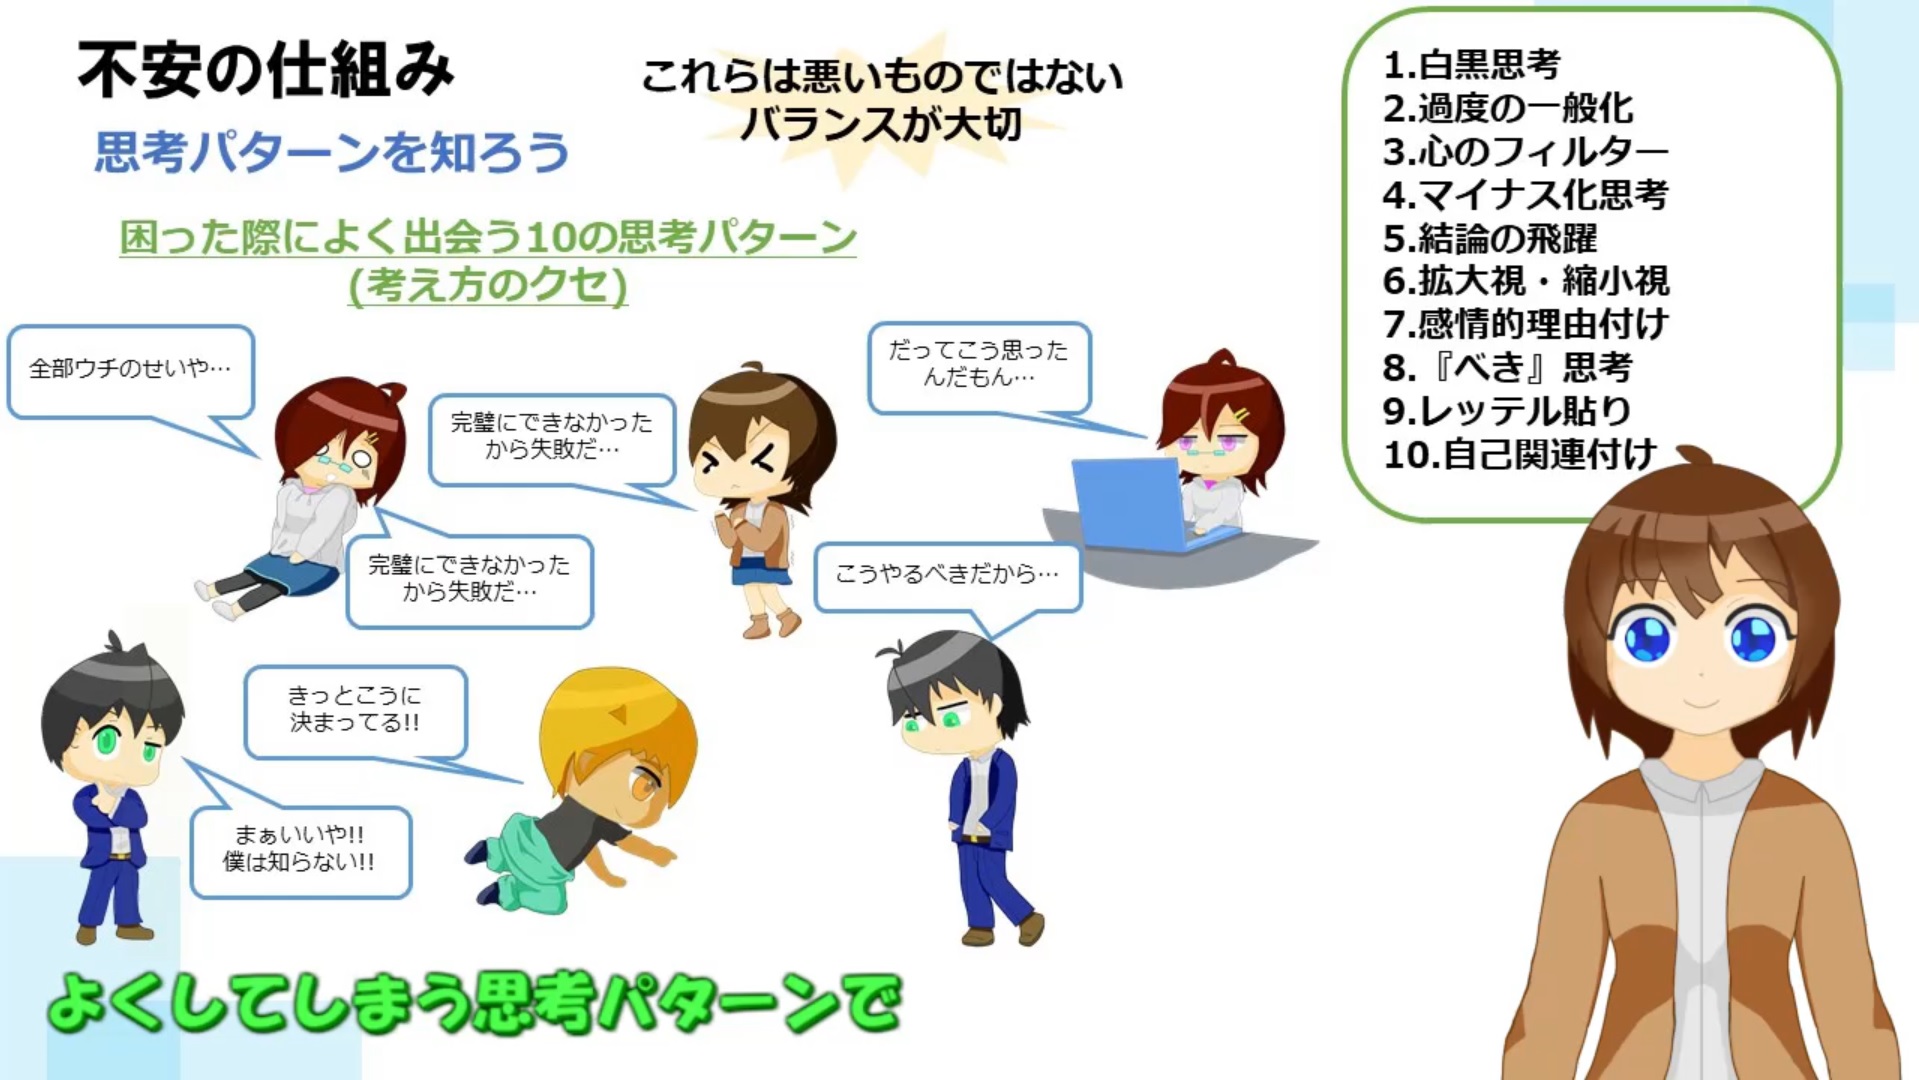 不安の仕組み
思考パターンを知ろう
これらは悪いものではない
バランスが大切
困った際によく出会う10の思考パターン
(考え方のクセ)
1.白黒思考
2.過度の一般化
3.心のフィルター
4.マイナス化思考
5.結論の飛躍
6.拡大視・縮小視
7.感情的理由付け
8.『べき』思考
9.レッテル貼り
10.自己関連付け
全部ウチのせいや…
完璧にできなかった
から失敗だ…
だってこう思った
んだもん…
完璧にできなかった
から失敗だ…
こうやるべきだから…
きっとこうに
決まってる!!
まぁいいや!!
僕は知らない!!
よくしてしまう思考パターンで